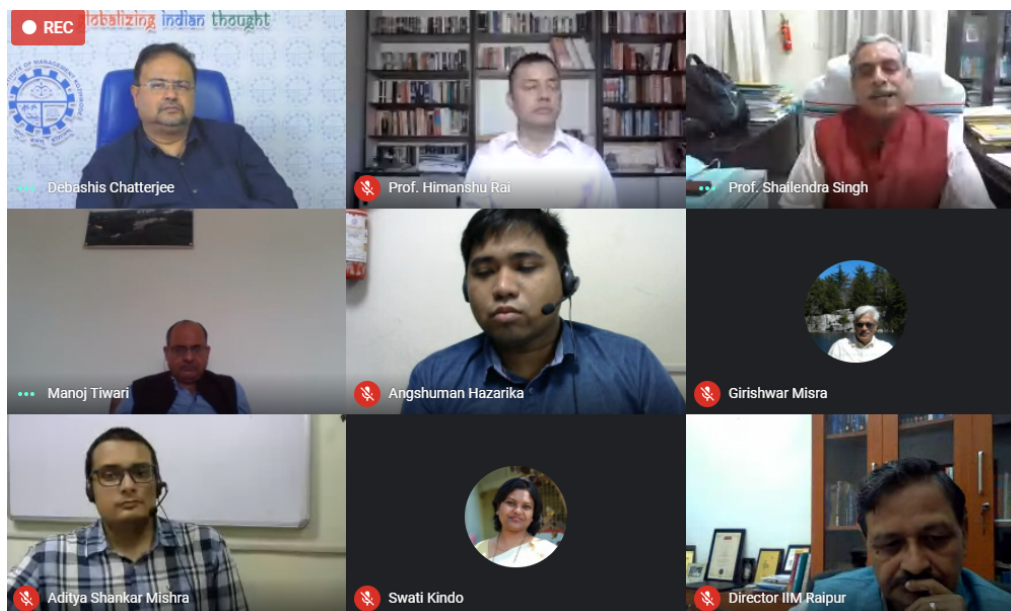 REC
globalizing indian thought
Debashis Chatterjee
Prof. Himanshu Rai
Prof. Shailendra Singh
Manoj Tiwari
Angshuman Hazarika
Girishwar Misra
Aditya Shankar Mishra
Swati Kindo
Director IIM Raipur